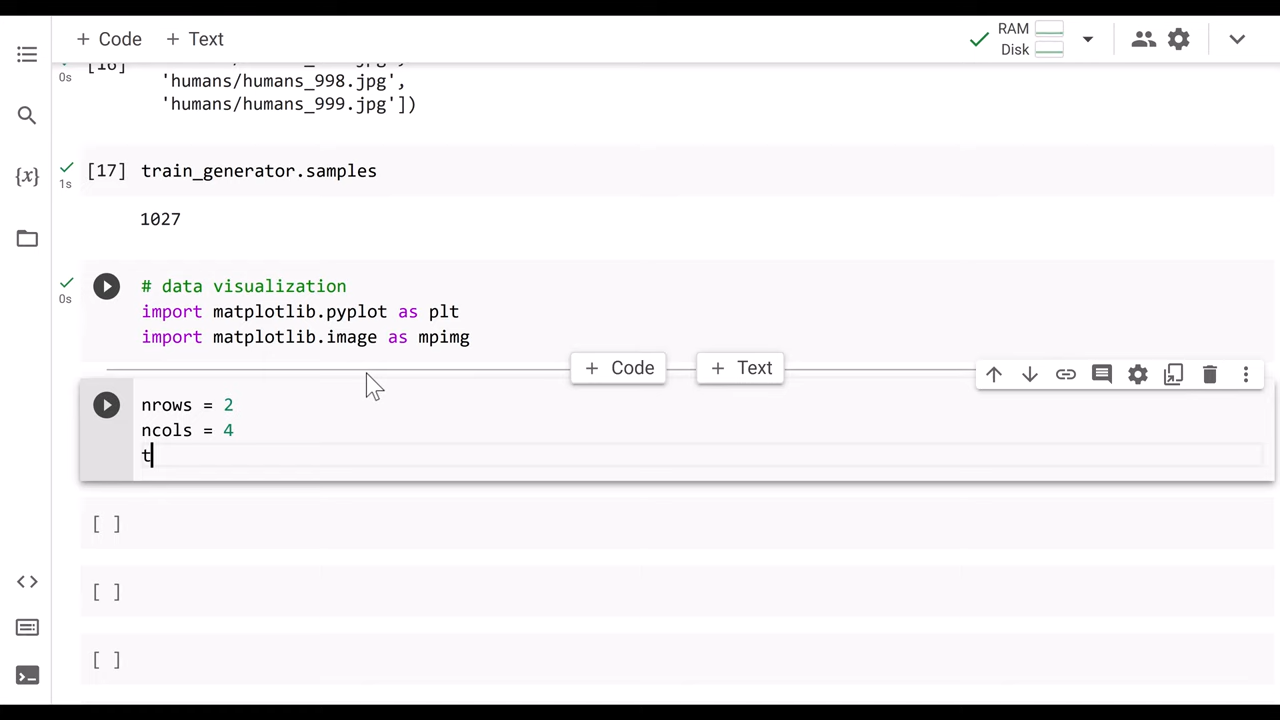 + Code + Text
RAM
Disk
[16]
0s
'humans/humans_998.jpg',
'humans/humans_999.jpg'])
[17] train_generator.samples
1s
1027
# data visualization
0s
import matplotlib.pyplot as plt
import matplotlib.image as mpimg
+ Code + Text
nrows = 2
ncols = 4
t
[ ]
[ ]
[ ]
{x}
<>